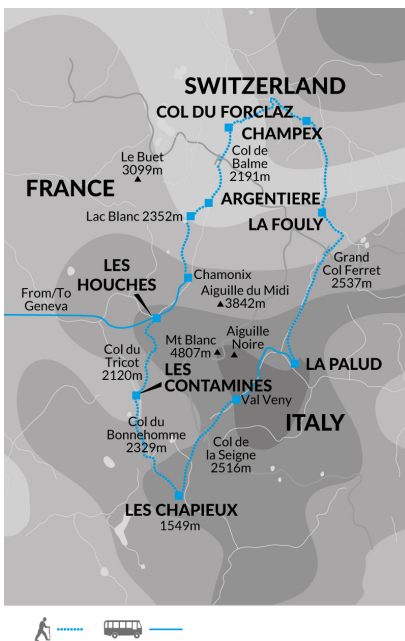 SWITZERLAND
COL DU FORCLAZ
CHAMPEX
Col de
Balme
2191m
Le Buet
3099m
FRANCE
ARGENTIERE
Lac Blanc 2352m
LA FOULY
Grand
Col Ferret
2537m
LES
HOUCHES
Chamonix
Aiguille du Midi
3842m
From/To
Geneva
Mt Blanc
4807m
Aiguille
Noire
Col du
Tricot
2120m
LA PALUD
LES
CONTAMINES
Val Veny
ITALY
Col du
Bonnehomme
2329m
Col de
la Seigne
2516m
LES CHAPIEUX
1549m